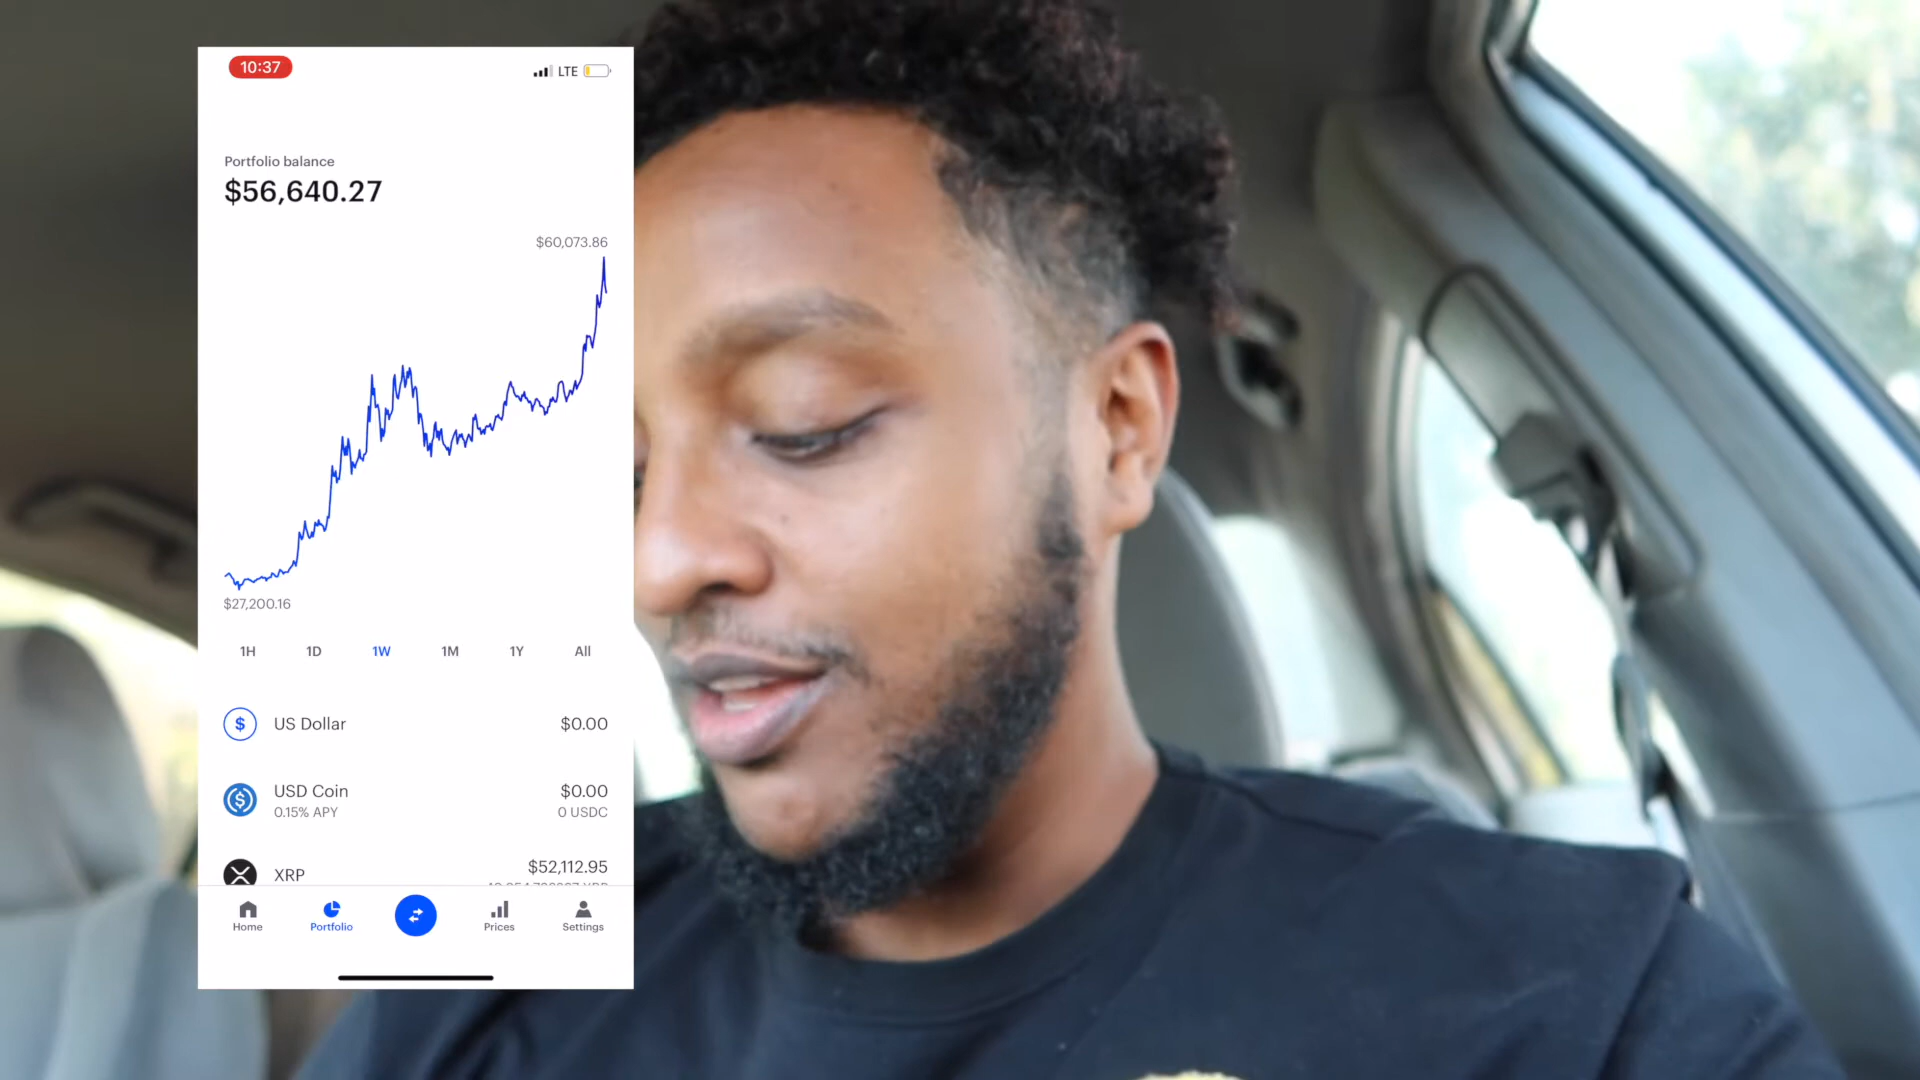 10:37
LTE
Portfolio balance
$56,640.27
$60,073.86
$27,200.16
1H 1D 1W 1M 1Y All
US Dollar $0.00
USD Coin $0.00
0.15% APY 0 USDC
XRP $52,112.95
Home Portfolio Prices Settings